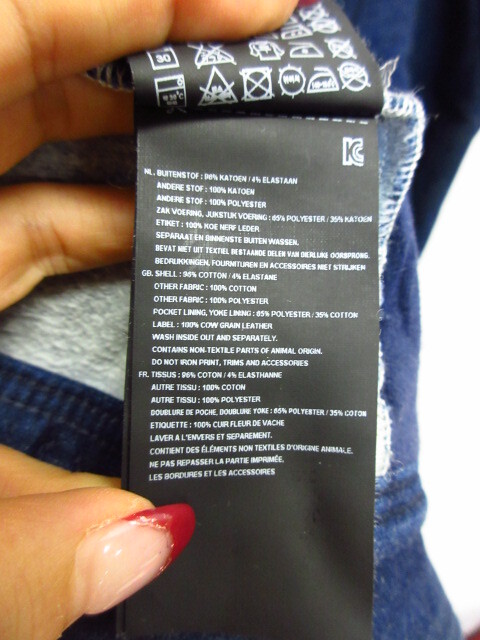 30
NL. BUITENSTOF : 96% KATOEN / 4% ELASTAAN
ANDERE STOF : 100% KATOEN
ANDERE STOF : 100% POLYESTER
ZAK VOERING, JUKSTUK VOERING : 65% POLYESTER / 35% KATOEN
ETIKET : 100% KOE NERF LEDER
SEPARAAT EN BINNENSTE BUITEN WASSEN.
BEVAT NIET UIT TEXTIEL BESTAANDE DELEN VAN DIERLIJKE OORSPRONG.
BEDRUKKINGEN, FOURNITUREN EN ACCESSOIRES NIET STRIJKEN
GB. SHELL : 96% COTTON / 4% ELASTANE
OTHER FABRIC : 100% COTTON
OTHER FABRIC : 100% POLYESTER
POCKET LINING, YOKE LINING : 65% POLYESTER / 35% COTTON
LABEL : 100% COW GRAIN LEATHER
WASH INSIDE OUT AND SEPARATELY.
CONTAINS NON-TEXTILE PARTS OF ANIMAL ORIGIN.
DO NOT IRON PRINT, TRIMS AND ACCESSORIES
FR. TISSUS : 96% COTON / 4% ELASTHANNE
AUTRE TISSU : 100% COTON
AUTRE TISSU : 100% POLYESTER
DOUBLURE DE POCHE, DOUBLURE YOKE : 65% POLYESTER / 35% COTON
ETIQUETTE : 100% CUIR FLEUR DE VACHE
LAVER A L'ENVERS ET SEPAREMENT.
CONTIENT DES ÉLÉMENTS NON TEXTILES D'ORIGINE ANIMALE.
NE PAS REPASSER LA PARTIE IMPRIMÉE,
LES BORDURES ET LES ACCESSOIRES